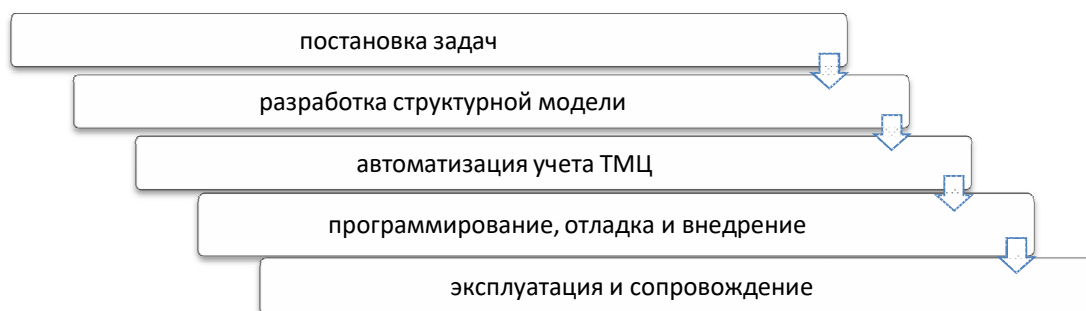 постановка задач
разработка структурной модели
автоматизация учета ТМЦ
программирование, отладка и внедрение
эксплуатация и сопровождение